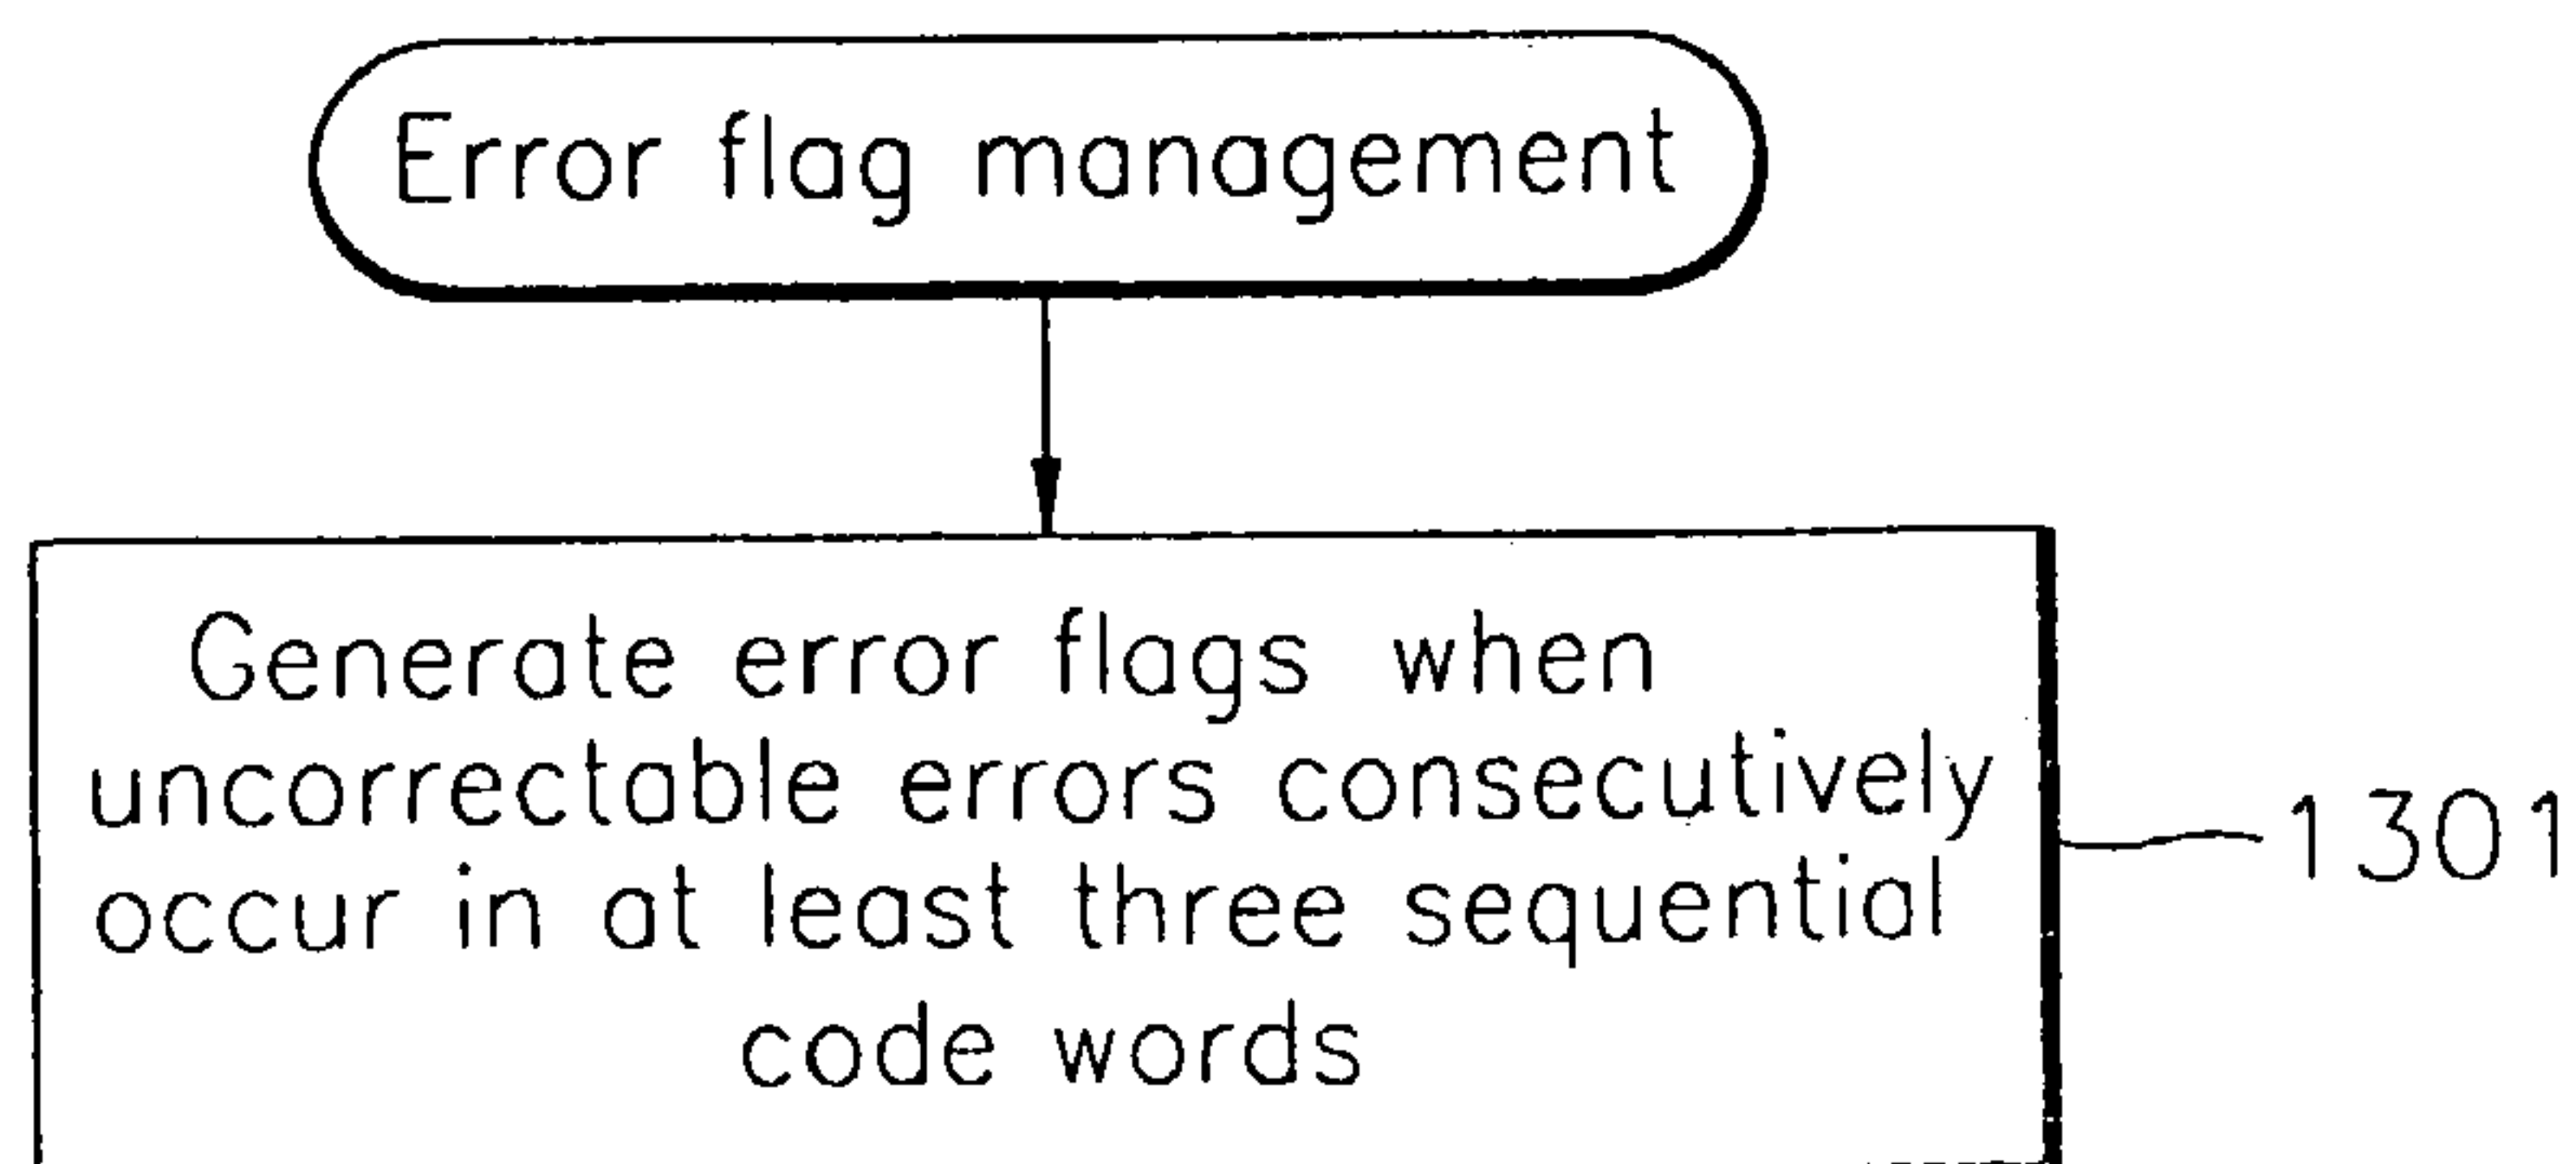 Error flag management
Generate error flags when
uncorrectable errors consecutively
occur in at least three sequential
code words
1301